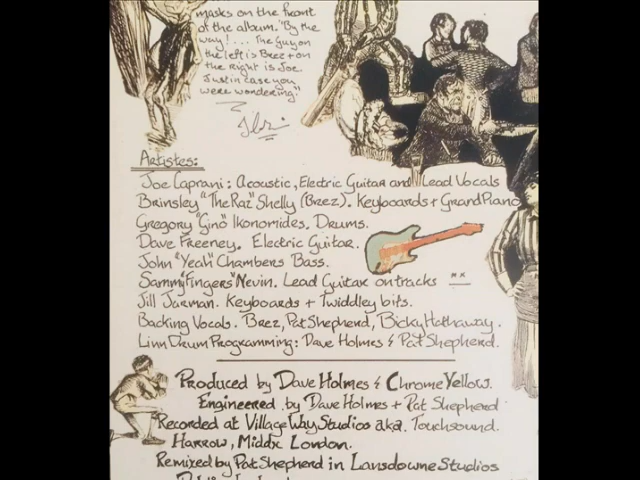 masks on the front
of the album. "By the
way!... The guy on
the left is Brez + on
the right is Joe.
Just in case you
were wondering."
Artistes:
Joe Caprani: Acoustic, Electric Guitar and Lead Vocals
Brinsley "The Raz" Shelly (Brez). Keyboards + Grand Piano
Gregory "Gino" Ikonomides. Drums.
Dave Freeney. Electric Guitar.
John "Yeah" Chambers Bass.
Sammy "Fingers" Nevin. Lead Guitar on tracks **
Jill Jarman. Keyboards + Twiddley bits.
Backing Vocals. Brez, Pat Shepherd, Bicky Hathaway.
Linn Drum Programming: Dave Holmes & Pat Shepherd.
Produced by Dave Holmes & Chrome Yellow.
Engineered by Dave Holmes + Pat Shepherd
Recorded at Village Way Studios a.k.a. Touchsound.
Harrow, Middx London.
Remixed by Pat Shepherd in Lansdowne Studios